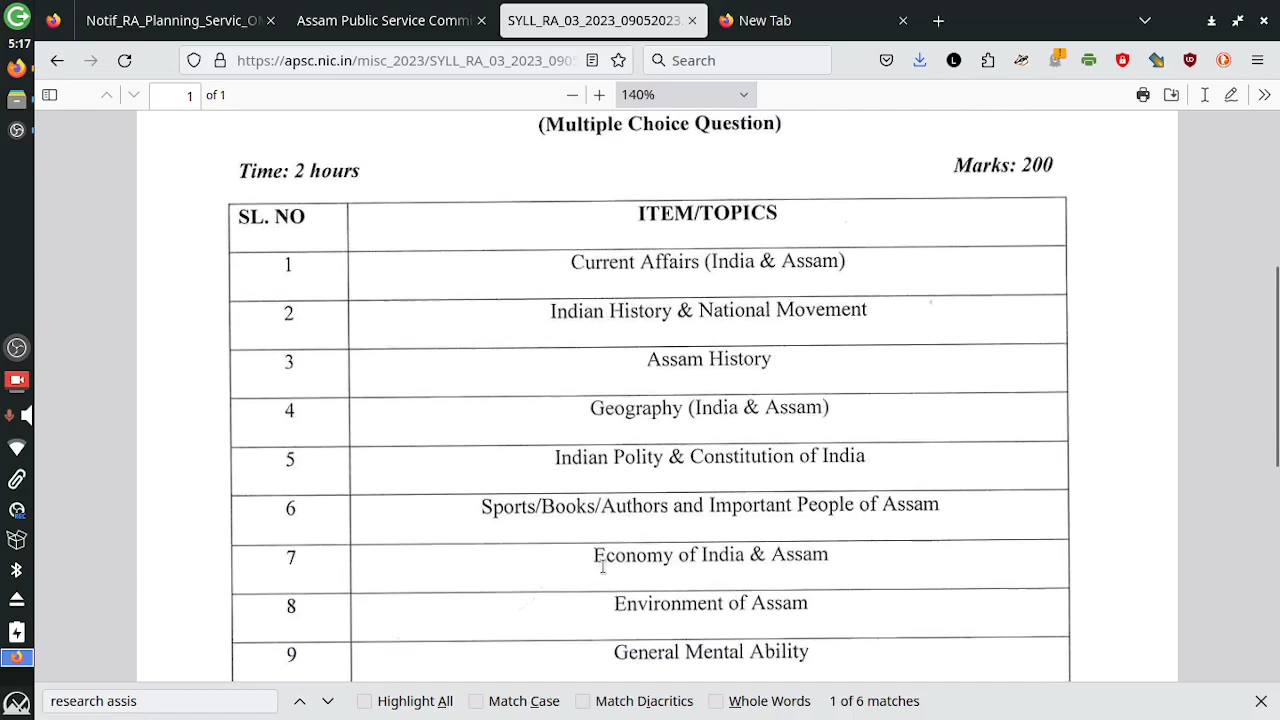 Notif_RA_Planning_Servic_O
Assam Public Service Commi
SYLL_RA_03_2023_09052023.
New Tab
5:17
https://apsc.nic.in/misc_2023/SYLL_RA_03_2023_0905
Search
1 of 1
140%
(Multiple Choice Question)
Time: 2 hours
Marks: 200
SL. NO ITEM/TOPICS
1 Current Affairs (India & Assam)
2 Indian History & National Movement
3 Assam History
4 Geography (India & Assam)
5 Indian Polity & Constitution of India
6 Sports/Books/Authors and Important People of Assam
7 Economy of India & Assam
8 Environment of Assam
9 General Mental Ability
REC
research assis
Highlight All
Match Case
Match Diacritics
Whole Words
1 of 6 matches